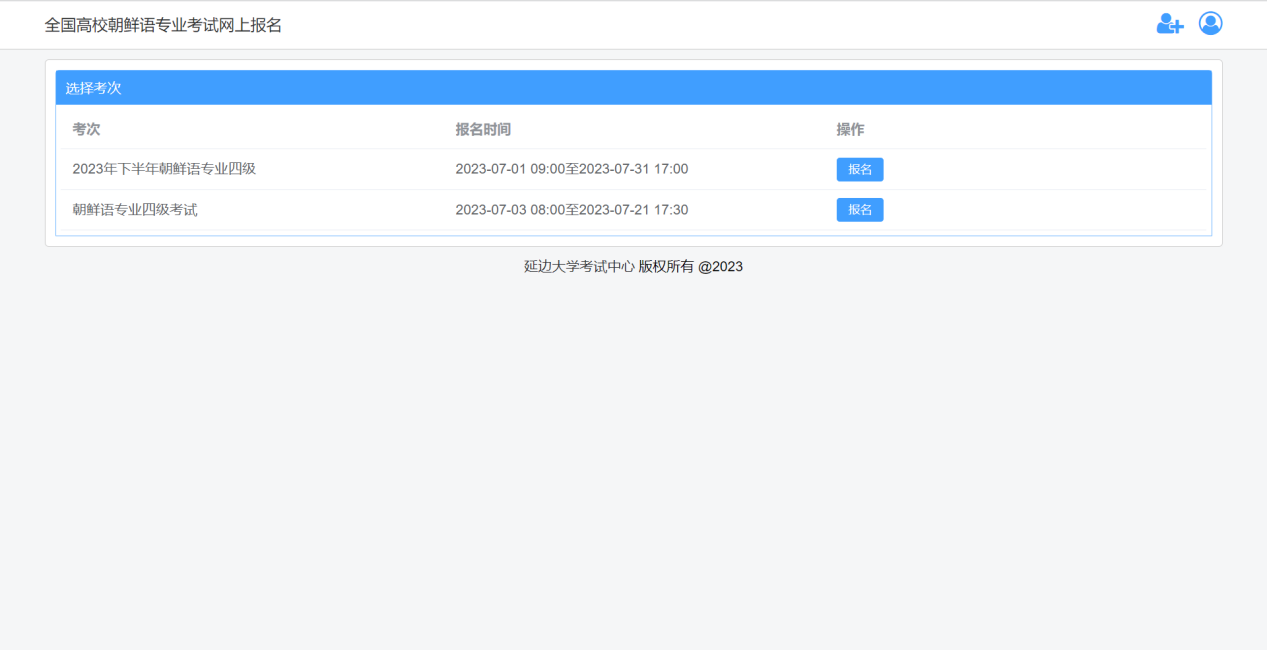 全国高校朝鲜语专业考试网上报名
选择考次
考次 报名时间 操作
2023年下半年朝鲜语专业四级 2023-07-01 09:00至2023-07-31 17:00 报名
朝鲜语专业四级考试 2023-07-03 08:00至2023-07-21 17:30 报名
延边大学考试中心 版权所有 @2023